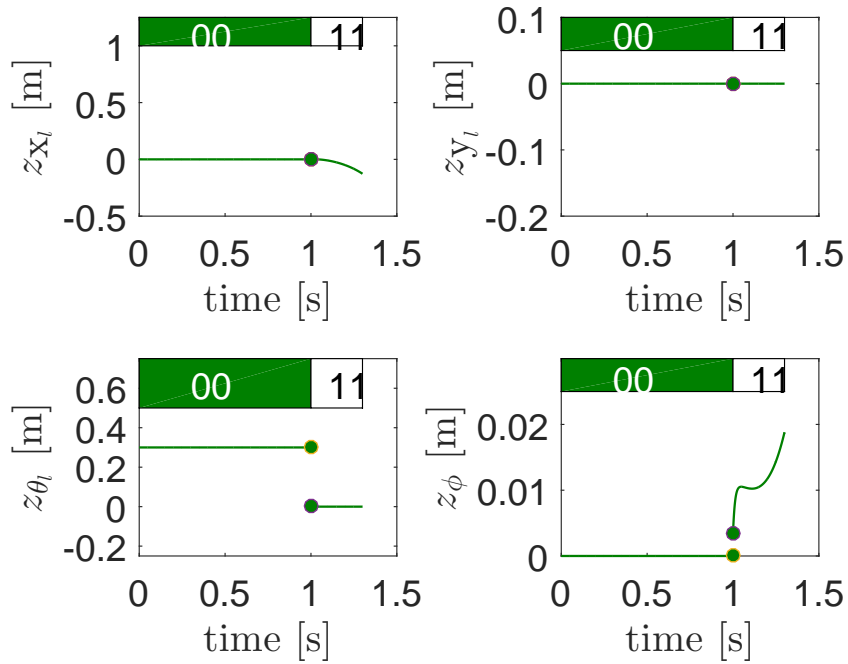 00 11
1
0.5
0
-0.5
z_{x_l} [m]
0 0.5 1 1.5
time [s]
00 11
0.1
0
-0.1
-0.2
z_{y_l} [m]
0 0.5 1 1.5
time [s]
00 11
0.6
0.4
0.2
0
-0.2
z_{θ_l} [m]
0 0.5 1 1.5
time [s]
00 11
0.02
0.01
0
z_ϕ [m]
0 0.5 1 1.5
time [s]